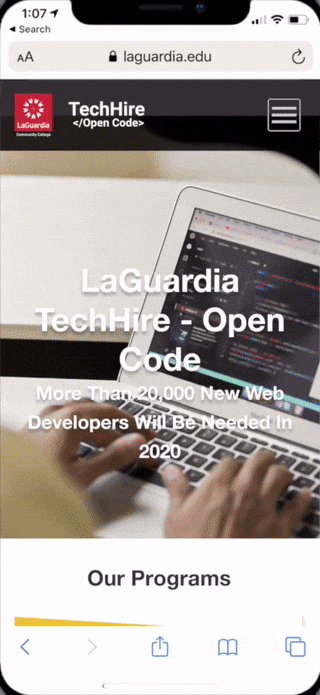 1:07
Search
AA
laguardia.edu
LaGuardia
Community College
TechHire
</Open Code>
LaGuardia
TechHire - Open
Code
More Than 20,000 New Web
Developers Will Be Needed In
2020
Our Programs